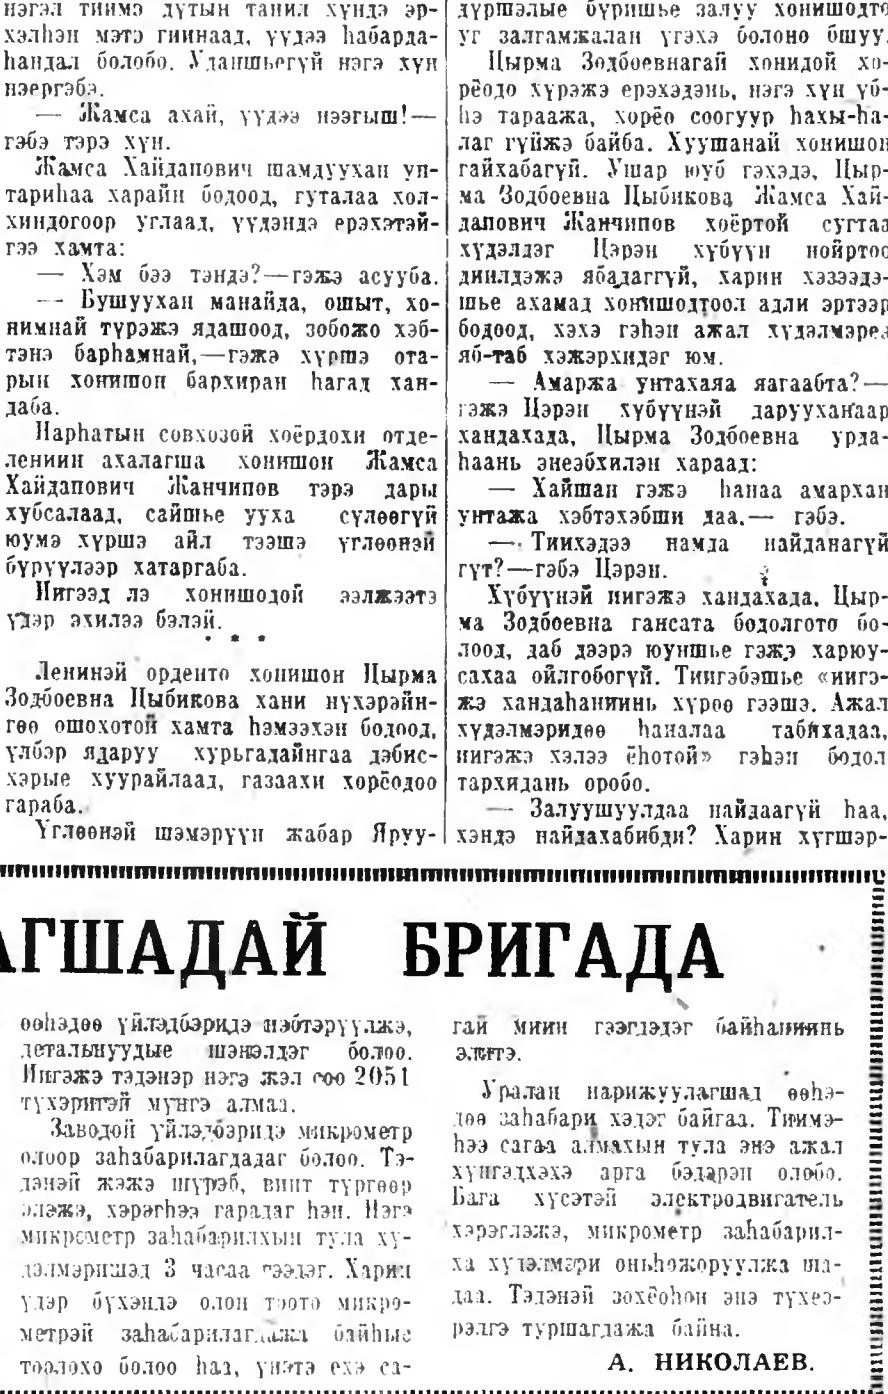 нэгэл тиимэ дүтын танил хүндэ эр-
хэлһэн мэтэ гиинаад, үүдээ һабарда-
һандал болобо. Уданшьегүй нэгэ хүн
нэергэбэ.
— Жамса ахай, үүдээ нээгыш!—
гэбэ тэрэ хүн.
Жамса Хайдапович шамдуухан ун-
тариһаа харайн бодоод, гуталаа хол-
хиндогоор углаад, үүдэндэ ерэхэтэй-
гээ хамта:
— Хэм бээ тэндэ?—гэжэ асууба.
— Бушуухан манайда, ошыт, хо-
нимнай түрэжэ ядашоод, зобожо хэб-
тэнэ барһамнай,—гэжэ хүршэ ота-
рын хонишон бархиран һагад хан-
даба.
Нарһатын совхозой хоёрдохи отде-
лениин ахалагша хонишон Жамса
Хайдапович Жанчипов тэрэ дары
хубсалаад, сайшье ууха сүлөөгүй
юумэ хүршэ айл тээшэ үглөөнэй
бүрүүлээр хатаргаба.
Нигээд лэ хонишодой ээлжээтэ
үдэр эхилээ бэлэй.
* * *
Ленинэй орденто хонишон Цырма
Зодбоевна Цыбикова хани нүхэрэйн-
гөө ошохотой хамта һэмээхэн бодоод,
үлбэр ядаруу хурьгадайнгаа дэбис-
хэрые хуурайлаад, газаахи хорёодоо
гараба.
Үглөөнэй шэмэрүүн жабар Яруу-
дүршэлые бүришье залуу хонишодто
уг залгамжалан үгэхэ болоно бшуу.
Цырма Зодбоевнагай хонидой хо-
рёодо хүрэжэ ерэхэдэнь, нэгэ хүн үб-
һэ тараажа, хорёо соогуур һахы-һа-
лаг гүйжэ байба. Хуушанай хонишон
гайхабагүй. Ушар юуб гэхэдэ, Цыр-
ма Зодбоевна Цыбикова, Жамса Хай-
дапович Жанчипов хоёртой сугтаа
хүдэлдэг Цэрэн хүбүүн нойртоо
диилдэжэ ябадаггүй, харин хэзээдэ-
шье ахамад хонишодтоол адли эртээр
бодоод, хэхэ гэһэн ажал хүдэлмэрее
яб-таб хэжэрхидэг юм.
— Амаржа унтахаяа яагаабта?—
гэжэ Цэрэн хүбүүнэй дарууханаар
хандахада, Цырма Зодбоевна урда-
һаань энеэбхилэн хараад:
— Хайшан гэжэ һанаа амархан
унтажа хэбтэхэбши даа.— гэбэ.
— Тиихэдээ намда найданагүй
гүт?—гэбэ Цэрэн.
Хүбүүнэй нигэжэ хандахада, Цыр-
ма Зодбоевна гансата бодолгото бо-
лоод, даб дээрэ юуншье гэжэ харюу-
сахаа ойлгобогүй. Тиигэбэшье «иигэ-
жэ хандаһаниинь хүроо гээшэ. Ажал
хүдэлмэридөө һаналаа табяхадаа,
нигэжэ хэлээ ёһотой» гэһэн бодол
тархидань оробо.
— Залуушуулдаа найдаагүй һаа,
хэндэ найдахабибди? Харин хүгшэр-
АГШАДАЙ БРИГАДА
өөһэдөө үйлэдбэридэ нэбтэрүүлжэ,
детальнуудые шэнэлдэг болоо.
Иигэжэ тэдэнэр нэгэ жэл соо 2051
түхэригэй мүнгэ алмаа.
Заводой үйлэдбэридэ микрометр
олоор заһабарилагдадаг болоо. Тэ-
дэнэй жэжэ шүрэб, винт түргөөр
элэжэ, хэрэгһээ гарадаг һэн. Нэгэ
микрометр заһабарилхын тула хү-
дэлмэришэд 3 часаа гээдэг. Харин
үдэр бүхэндэ олон тоото микро-
метрэй заһабарилагдажа байһые
тоолохо болоо һаа, үнэтэ ехэ са-
гай миин гээгдэдэг байһаниинь
элитэ.
Уралан нарижуулагшад өөһэ-
дөө заһабари хэдэг байгаа. Тиимэ-
һээ сагаа алмахын тула энэ ажал
хүнгэдхэхэ арга бэдэрэн олобо.
Бага хүсэтэй электродвигатель
хэрэглэжэ, микрометр заһабарил-
ха хүдэлмэри оньһожоруулжа ша-
даа. Тэдэнэй зохёоһон энэ түхее-
рэлгэ туршагдажа байна.
А. НИКОЛАЕВ.